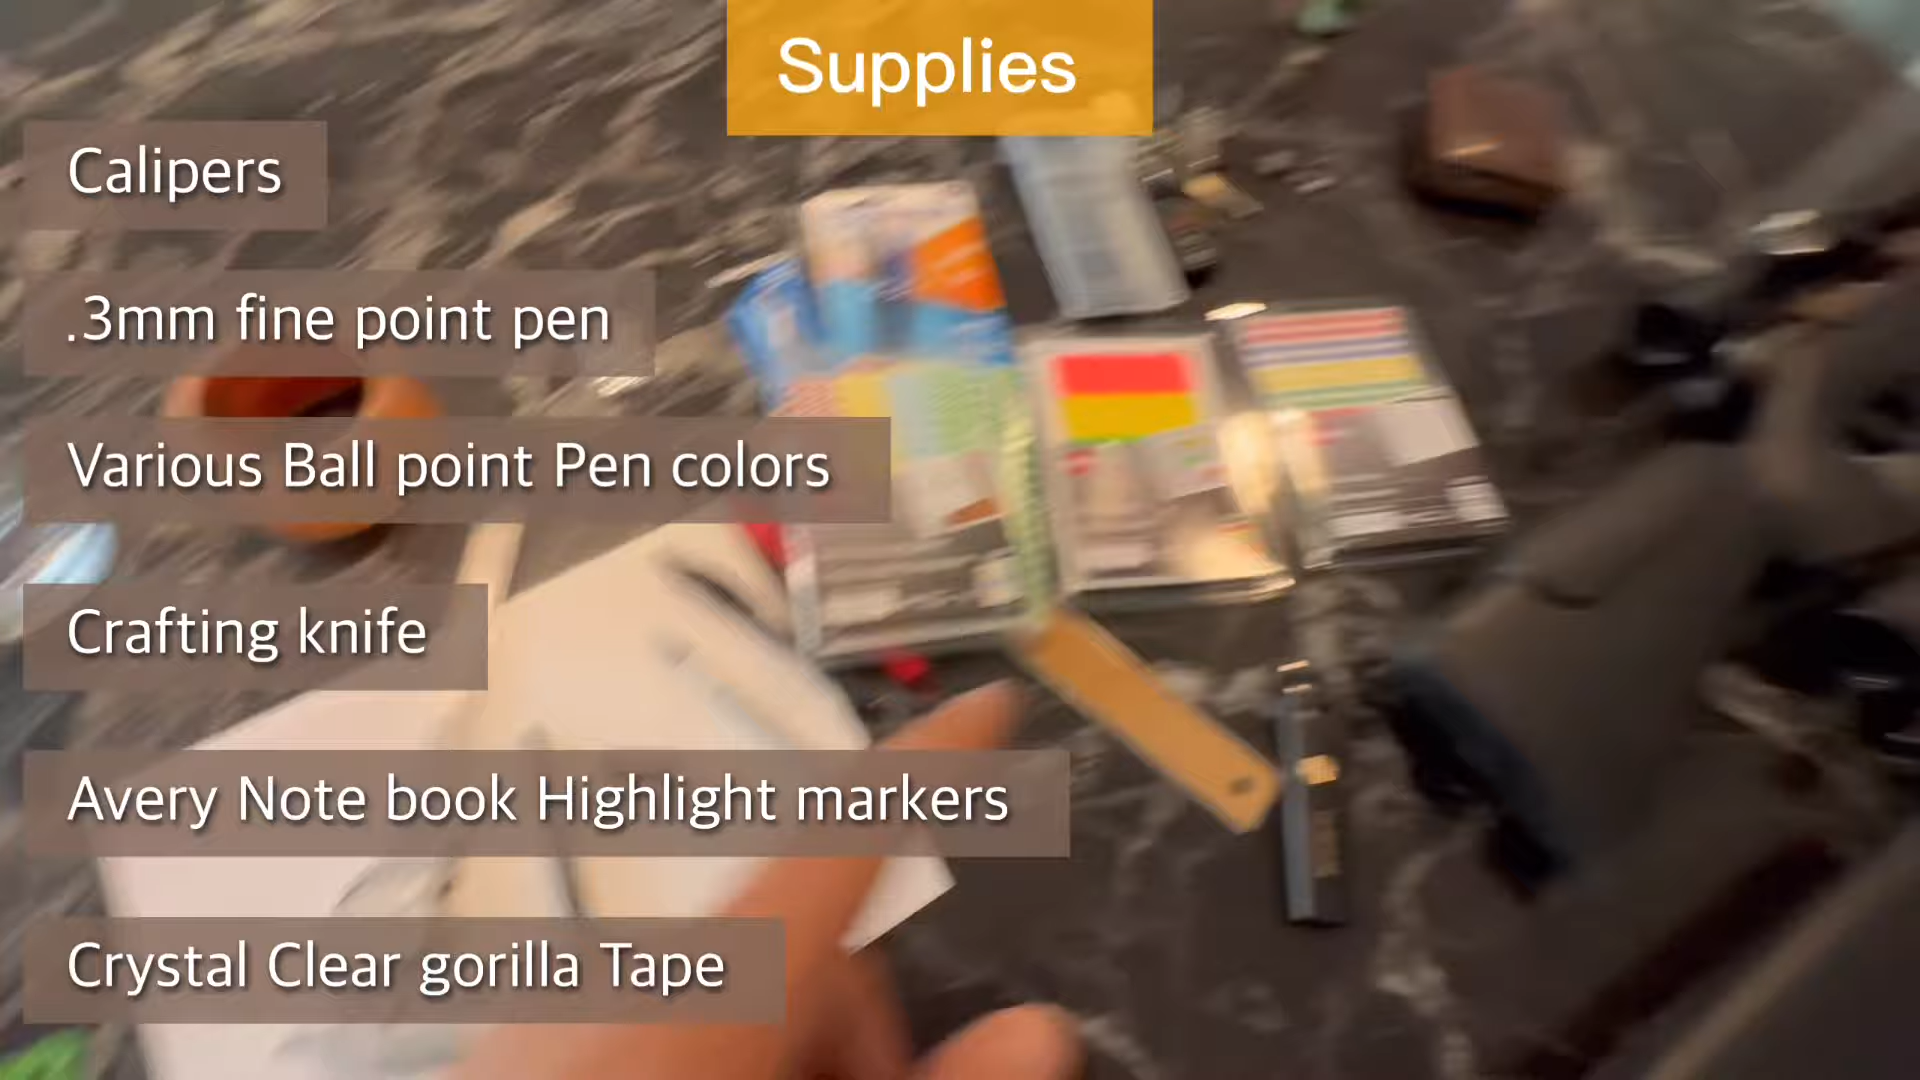 Supplies
Calipers
.3mm fine point pen
Various Ball point Pen colors
Crafting knife
Avery Note book Highlight markers
Crystal Clear gorilla Tape